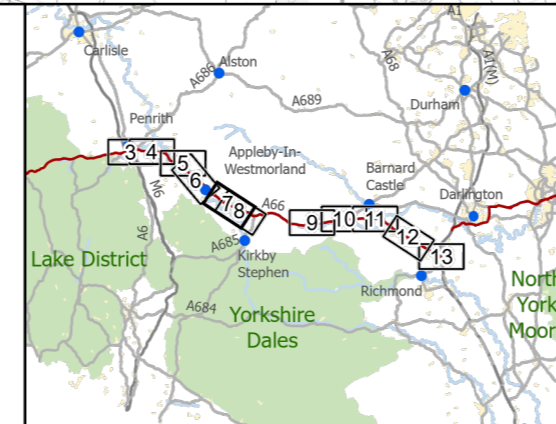 A1
Carlisle
A68
A1(M)
Alston
A686
A689
Durham
Penrith
3 4 5 6 7 8
Appleby-In-
Westmorland
Barnard
Castle
Darlington
A66
9 10 11 12 13
M6
A6
A685
Kirkby
Stephen
Lake District
Richmond
A684
Yorkshire
Dales
North
York
Moor